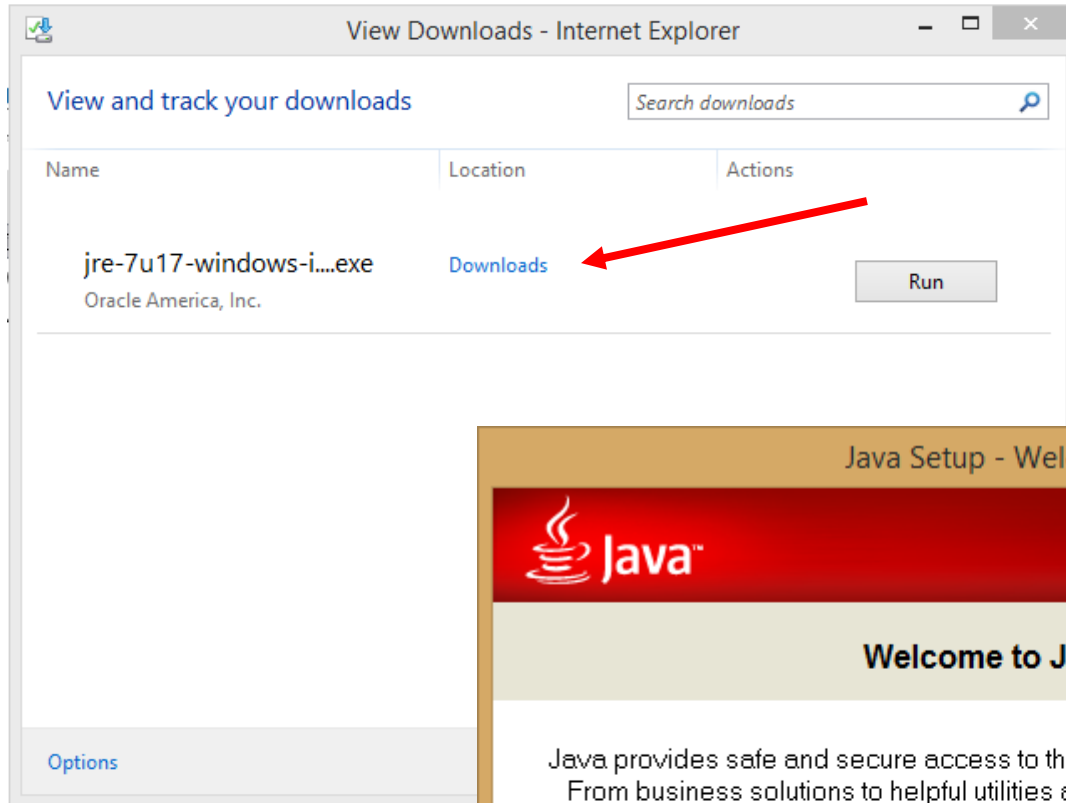 View Downloads - Internet Explorer
View and track your downloads
Search downloads
Name Location Actions
jre-7u17-windows-i....exe Downloads
Run
Oracle America, Inc.
Java Setup - Wel
Java™
Welcome to J
Options
Java provides safe and secure access to th
From business solutions to helpful utilities a